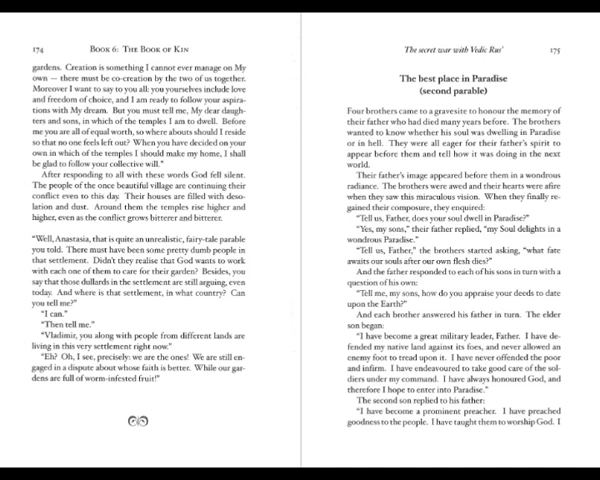 174 BOOK 6: THE BOOK OF KIN
gardens. Creation is something I cannot ever manage on My
own — there must be co-creation by the two of us together.
Moreover I want to say to you all: you yourselves include love
and freedom of choice, and I am ready to follow your aspira-
tions with My dream. But you must tell me, My dear daugh-
ters and sons, in which of the temples I am to dwell. Before
me you are all of equal worth, so where abouts should I reside
so that no one feels left out? When you have decided on your
own in which of the temples I should make my home, I shall
be glad to follow your collective will."
After responding to all with these words God fell silent.
The people of the once beautiful village are continuing their
conflict even to this day. Their houses are filled with deso-
lation and dust. Around them the temples rise higher and
higher, even as the conflict grows bitterer and bitterer.
"Well, Anastasia, that is quite an unrealistic, fairy-tale parable
you told. There must have been some pretty dumb people in
that settlement. Didn't they realise that God wants to work
with each one of them to care for their garden? Besides, you
say that those dullards in the settlement are still arguing, even
today. And where is that settlement, in what country? Can
you tell me?"
"I can."
"Then tell me."
"Vladimir, you along with people from different lands are
living in this very settlement right now."
"Eh? Oh, I see, precisely: we are the ones! We are still en-
gaged in a dispute about whose faith is better. While our gar-
dens are full of worm-infested fruit!"
The secret war with Vedic Rus' 175
The best place in Paradise
(second parable)
Four brothers came to a gravesite to honour the memory of
their father who had died many years before. The brothers
wanted to know whether his soul was dwelling in Paradise
or in hell. They were all eager for their father's spirit to
appear before them and tell how it was doing in the next
world.
Their father's image appeared before them in a wondrous
radiance. The brothers were awed and their hearts were afire
when they saw this miraculous vision. When they finally re-
gained their composure, they enquired:
"Tell us, Father, does your soul dwell in Paradise?"
"Yes, my sons," their father replied, "my Soul delights in a
wondrous Paradise."
"Tell us, Father," the brothers started asking, "what fate
awaits our souls after our own flesh dies?"
And the father responded to each of his sons in turn with a
question of his own:
"Tell me, my sons, how do you appraise your deeds to date
upon the Earth?"
And each brother answered his father in turn. The elder
son began:
"I have become a great military leader, Father. I have de-
fended my native land against its foes, and never allowed an
enemy foot to tread upon it. I have never offended the poor
and infirm. I have endeavoured to take good care of the sol-
diers under my command. I have always honoured God, and
therefore I hope to enter into Paradise."
The second son replied to his father:
"I have become a prominent preacher. I have preached
goodness to the people. I have taught them to worship God. I